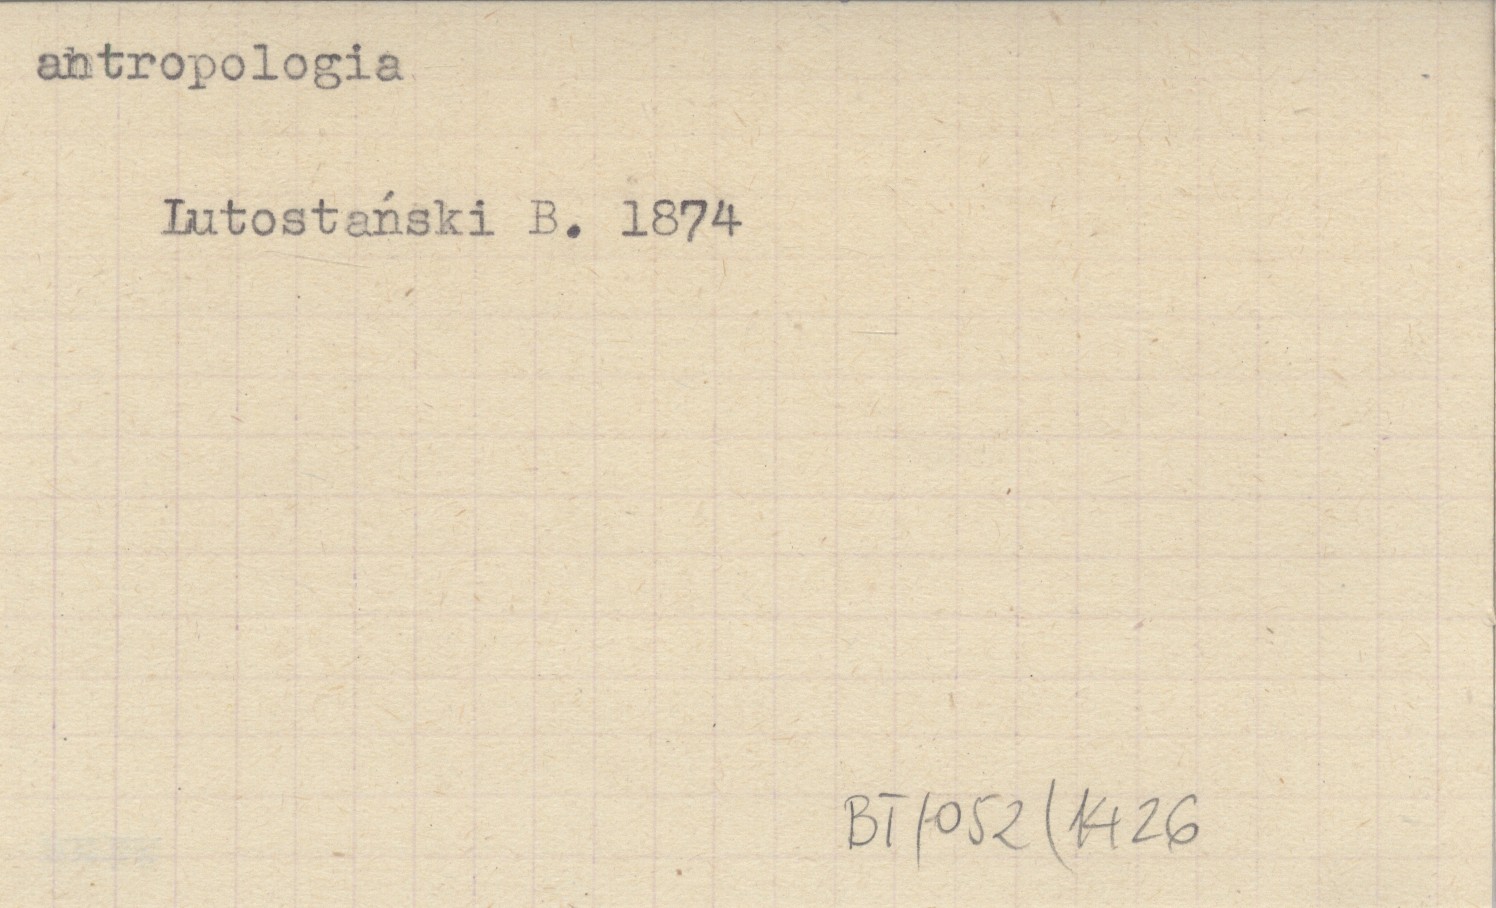 antropologia
Lutostański B. 1874
BT/052/1426